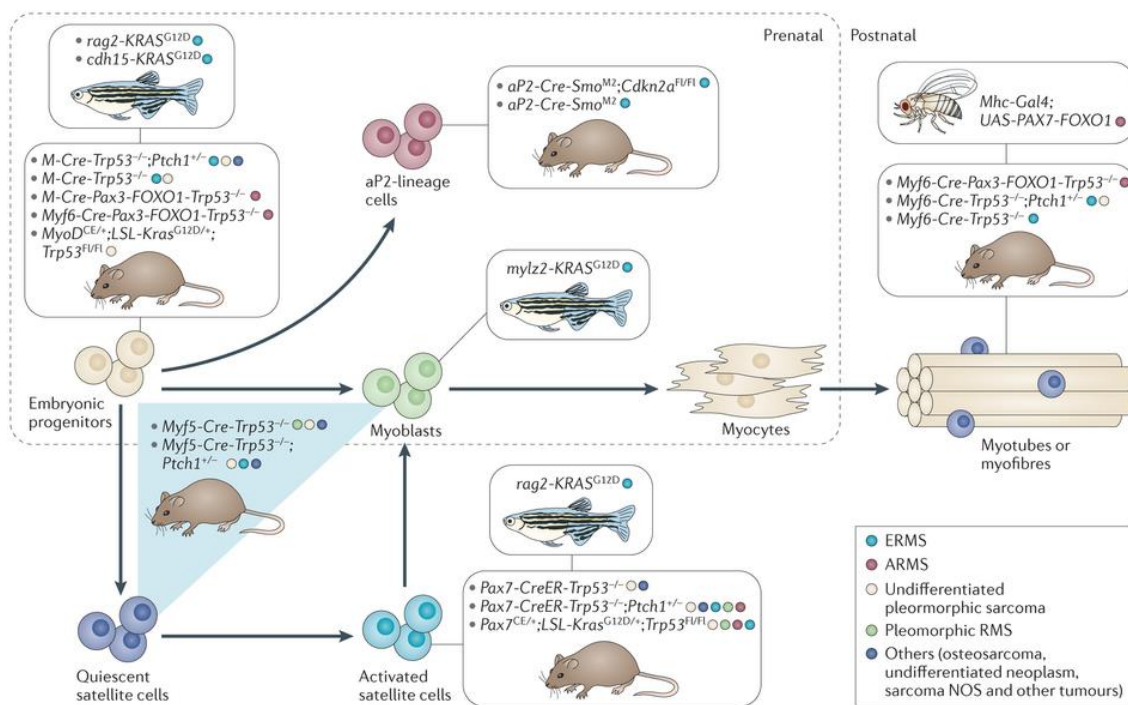 • rag2-KRASG12D
• cdh15-KRASG12D
Prenatal
Postnatal
• aP2-Cre-SmoM2;Cdkn2aFl/Fl
• aP2-Cre-SmoM2
Mhc-Gal4;
UAS-PAX7-FOXO1
• M-Cre-Trp53–/–;Ptch1+/–
• M-Cre-Trp53–/–
• M-Cre-Pax3-FOXO1-Trp53–/–
• Myf6-Cre-Pax3-FOXO1-Trp53–/–
• MyoDCE/+;LSL-KrasG12D/+;
Trp53Fl/Fl
aP2-lineage
cells
• Myf6-Cre-Pax3-FOXO1-Trp53–/–
• Myf6-Cre-Trp53–/–;Ptch1+/–
• Myf6-Cre-Trp53–/–
mylz2-KRASG12D
Embryonic
progenitors
Myoblasts
Myocytes
Myotubes or
myofibres
• Myf5-Cre-Trp53–/–
• Myf5-Cre-Trp53–/–;
Ptch1+/–
rag2-KRASG12D
• Pax7-CreER-Trp53–/–
• Pax7-CreER-Trp53–/–;Ptch1+/–
• Pax7CE/+;LSL-KrasG12D/+;Trp53Fl/Fl
Quiescent
satellite cells
Activated
satellite cells
ERMS
ARMS
Undifferentiated
pleomorphic sarcoma
Pleomorphic RMS
Others (osteosarcoma,
undifferentiated neoplasm,
sarcoma NOS and other tumours)